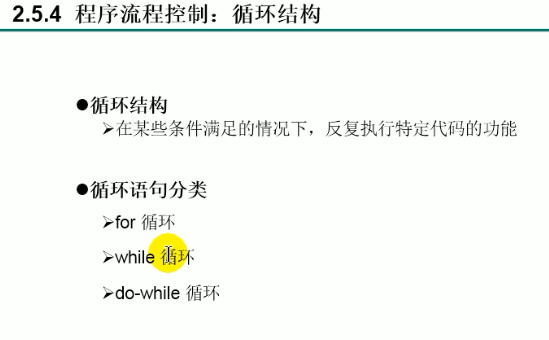 2.5.4 程序流程控制：循环结构
●循环结构
➢在某些条件满足的情况下，反复执行特定代码的功能
●循环语句分类
➢for 循环
➢while 循环
➢do-while 循环